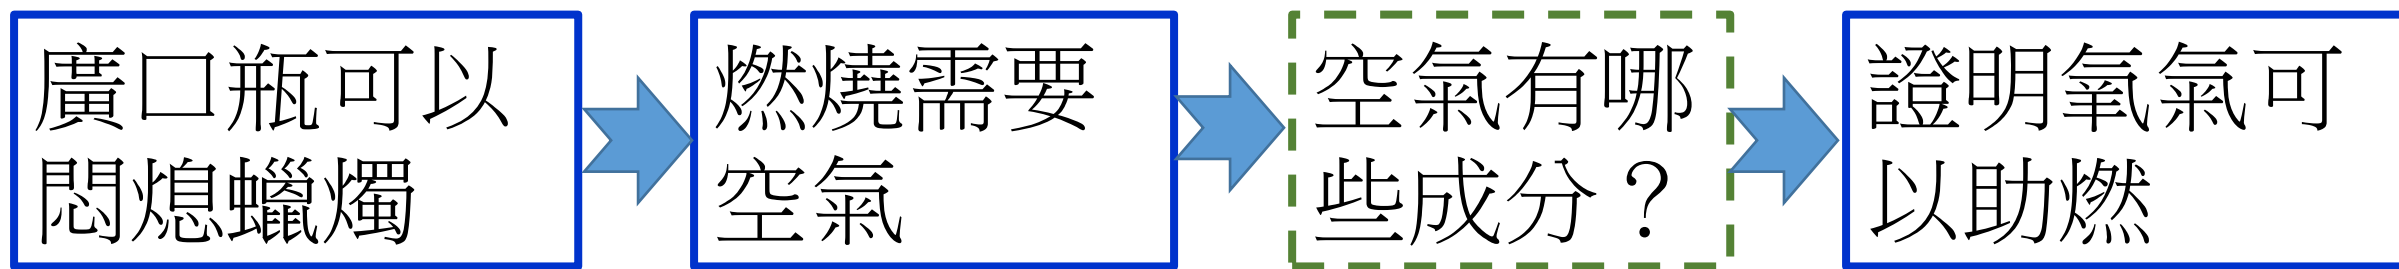 廣口瓶可以
悶熄蠟燭
燃燒需要
空氣
空氣有哪
些成分？
證明氧氣可
以助燃